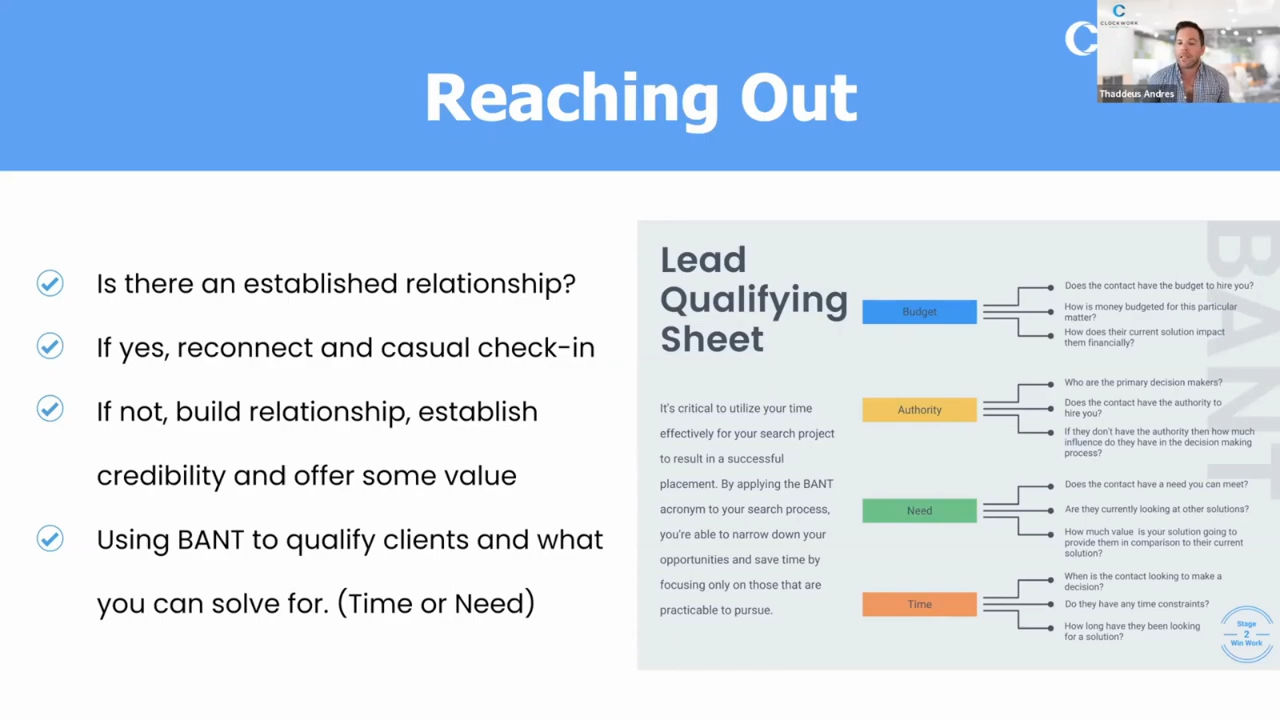 Reaching Out
CLOCKWORK
Thaddeus Andres
Is there an established relationship?
If yes, reconnect and casual check-in
If not, build relationship, establish
credibility and offer some value
Using BANT to qualify clients and what
you can solve for. (Time or Need)
Lead
Qualifying
Sheet
It's critical to utilize your time
effectively for your search project
to result in a successful
placement. By applying the BANT
acronym to your search process,
you're able to narrow down your
opportunities and save time by
focusing only on those that are
practicable to pursue.
BANT
Budget
Does the contact have the budget to hire you?
How is money budgeted for this particular
matter?
How does their current solution impact
them financially?
Authority
Who are the primary decision makers?
Does the contact have the authority to
hire you?
If they don't have the authority then how much
influence do they have in the decision making
process?
Need
Does the contact have a need you can meet?
Are they currently looking at other solutions?
How much value is your solution going to
provide them in comparison to their current
solution?
Time
When is the contact looking to make a
decision?
Do they have any time constraints?
How long have they been looking
for a solution?
Stage
2
Win Work